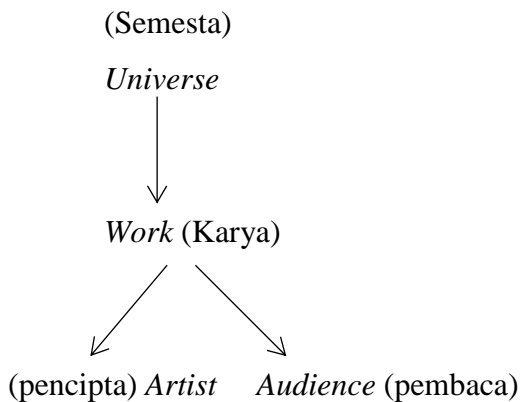 (Semesta)
Universe
Work (Karya)
(pencipta) Artist Audience (pembaca)